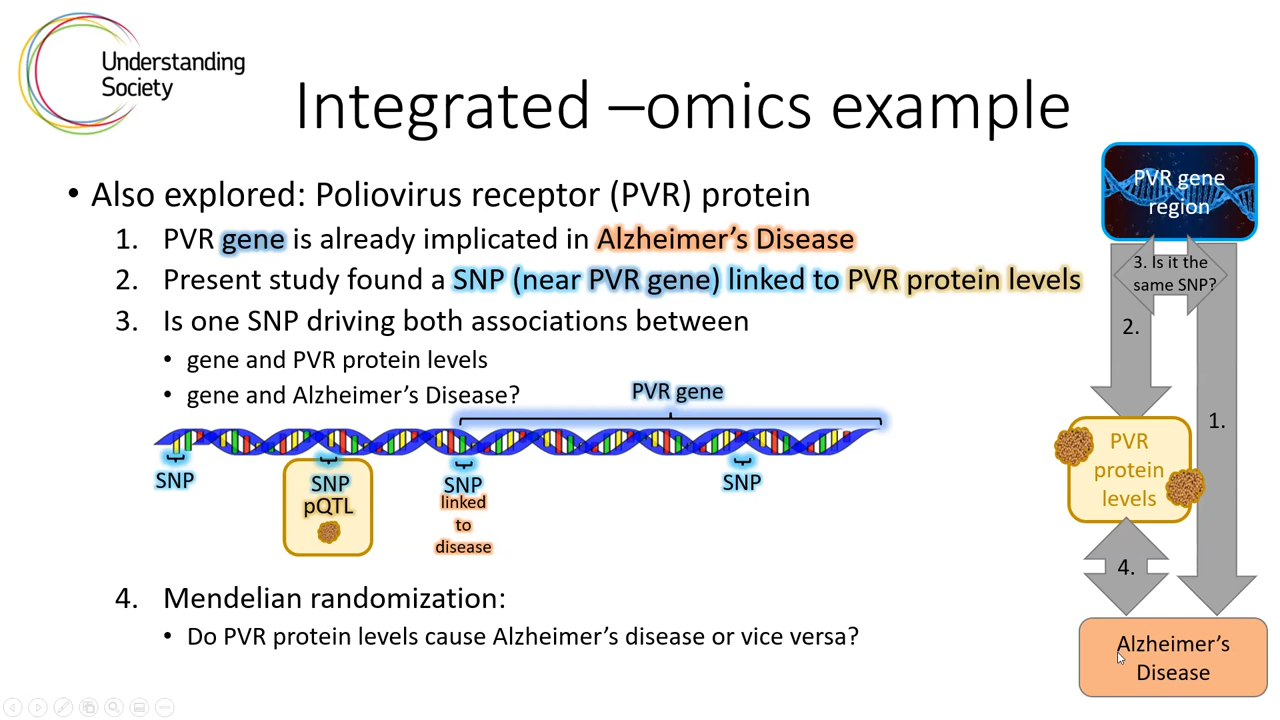 Understanding
Society
Integrated –omics example
• Also explored: Poliovirus receptor (PVR) protein
1. PVR gene is already implicated in Alzheimer's Disease
2. Present study found a SNP (near PVR gene) linked to PVR protein levels
3. Is one SNP driving both associations between
• gene and PVR protein levels
• gene and Alzheimer's Disease?
PVR gene
SNP
SNP
pQTL
SNP
linked
to
disease
SNP
4. Mendelian randomization:
• Do PVR protein levels cause Alzheimer's disease or vice versa?
PVR gene
region
3. Is it the
same SNP?
2.
1.
PVR
protein
levels
4.
Alzheimer's
Disease